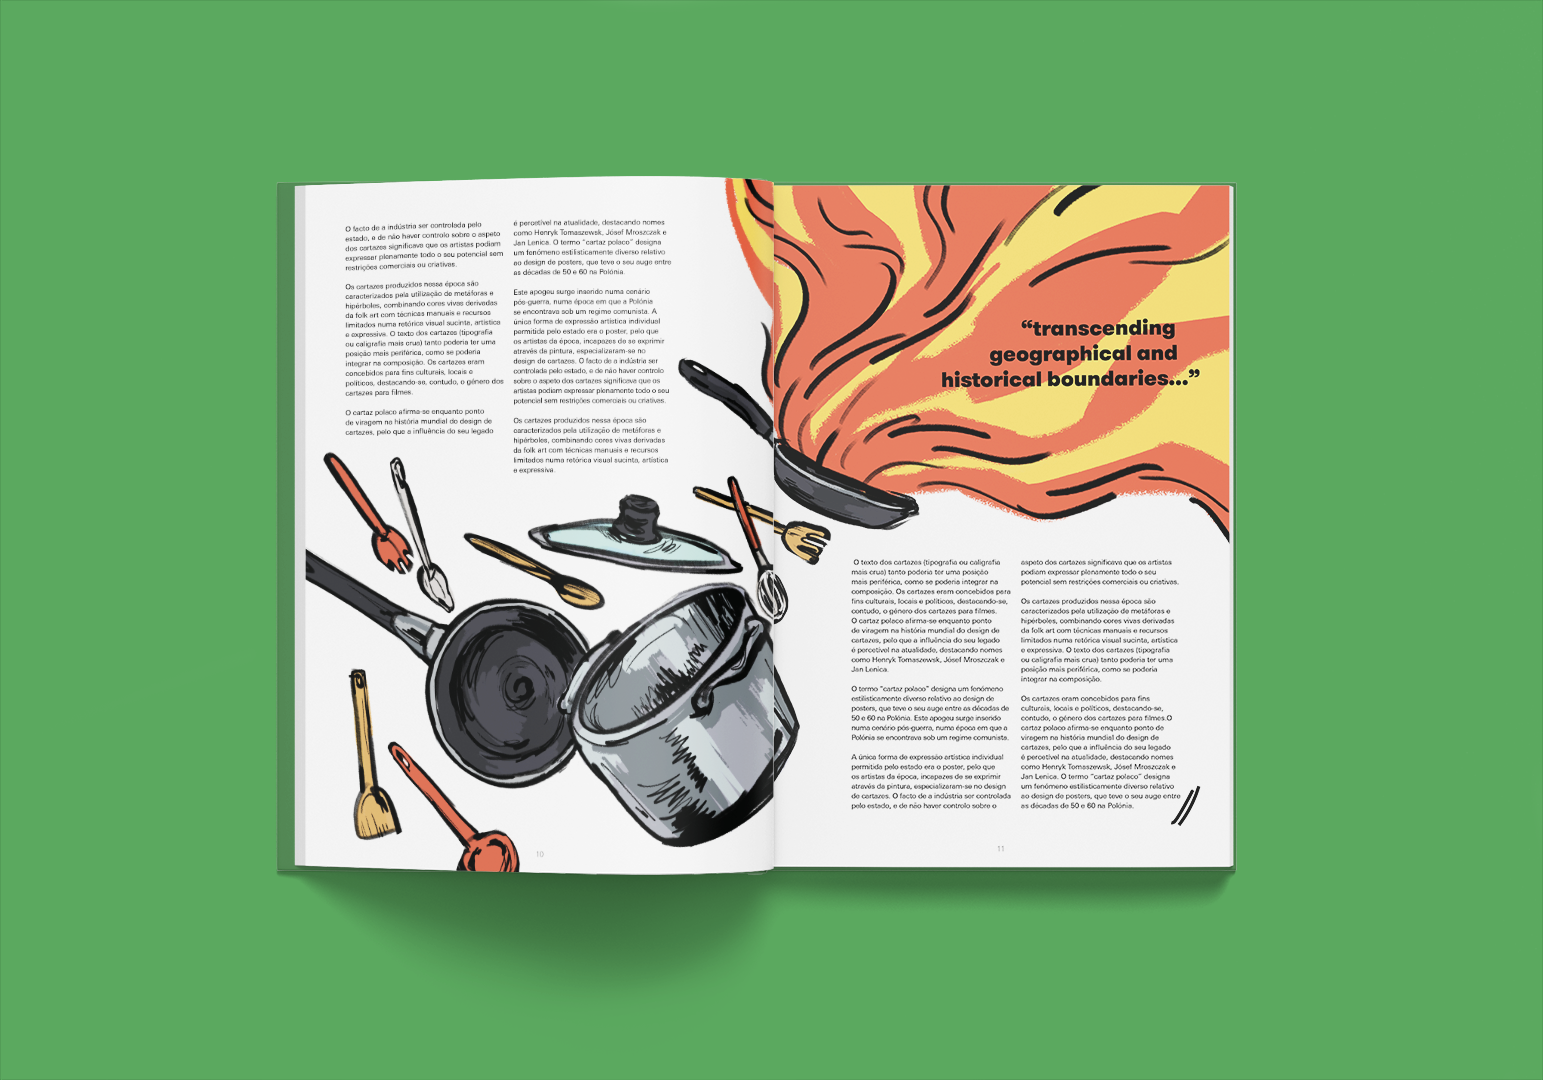 O facto de a indústria ser controlada pelo
estado, e de não haver controlo sobre o aspeto
dos cartazes significava que os artistas podiam
expressar plenamente todo o seu potencial sem
restrições comerciais ou criativas.
Os cartazes produzidos nessa época são
caracterizados pela utilização de metáforas e
hipérboles, combinando cores vivas derivadas
da folk art com técnicas manuais e recursos
limitados numa retórica visual sucinta, artística
e expressiva. O texto dos cartazes (tipografia
ou caligrafia mais crua) tanto poderia ter uma
posição mais periférica, como se poderia
integrar na composição. Os cartazes eram
concebidos para fins culturais, locais e
políticos, destacando-se, contudo, o género dos
cartazes para filmes.
O cartaz polaco afirma-se enquanto ponto
de viragem na história mundial do design de
cartazes, pelo que a influência do seu legado
é percetível na atualidade, destacando nomes
como Henryk Tomaszewsk, Jósef Mroszczak e
Jan Lenica. O termo “cartaz polaco” designa
um fenómeno estilisticamente diverso relativo
ao design de posters, que teve o seu auge entre
as décadas de 50 e 60 na Polónia.
Este apogeu surge inserido numa cenário
pós-guerra, numa época em que a Polónia
se encontrava sob um regime comunista. A
única forma de expressão artística individual
permitida pelo estado era o poster, pelo que
os artistas da época, incapazes de se exprimir
através da pintura, especializaram-se no
design de cartazes. O facto de a indústria ser
controlada pelo estado, e de não haver controlo
sobre o aspeto dos cartazes significava que os
artistas podiam expressar plenamente todo o seu
potencial sem restrições comerciais ou criativas.
Os cartazes produzidos nessa época são
caracterizados pela utilização de metáforas e
hipérboles, combinando cores vivas derivadas
da folk art com técnicas manuais e recursos
limitados numa retórica visual sucinta, artística
e expressiva.
10
“transcending
geographical and
historical boundaries...”
O texto dos cartazes (tipografia ou caligrafia
mais crua) tanto poderia ter uma posição
mais periférica, como se poderia integrar na
composição. Os cartazes eram concebidos para
fins culturais, locais e políticos, destacando-se,
contudo, o género dos cartazes para filmes.
O cartaz polaco afirma-se enquanto ponto
de viragem na história mundial do design de
cartazes, pelo que a influência do seu legado
é percetível na atualidade, destacando nomes
como Henryk Tomaszewsk, Jósef Mroszczak e
Jan Lenica.
O termo “cartaz polaco” designa um fenómeno
estilisticamente diverso relativo ao design de
posters, que teve o seu auge entre as décadas de
50 e 60 na Polónia. Este apogeu surge inserido
numa cenário pós-guerra, numa época em que a
Polónia se encontrava sob um regime comunista.
A única forma de expressão artística individual
permitida pelo estado era o poster, pelo que
os artistas da época, incapazes de se exprimir
através da pintura, especializaram-se no design
de cartazes. O facto de a indústria ser controlada
pelo estado, e de não haver controlo sobre o
aspeto dos cartazes significava que os artistas
podiam expressar plenamente todo o seu
potencial sem restrições comerciais ou criativas.
Os cartazes produzidos nessa época são
caracterizados pela utilização de metáforas e
hipérboles, combinando cores vivas derivadas
da folk art com técnicas manuais e recursos
limitados numa retórica visual sucinta, artística
e expressiva. O texto dos cartazes (tipografia
ou caligrafia mais crua) tanto poderia ter uma
posição mais periférica, como se poderia
integrar na composição.
Os cartazes eram concebidos para fins
culturais, locais e políticos, destacando-se,
contudo, o género dos cartazes para filmes.O
cartaz polaco afirma-se enquanto ponto de
viragem na história mundial do design de
cartazes, pelo que a influência do seu legado
é percetível na atualidade, destacando nomes
como Henryk Tomaszewsk, Jósef Mroszczak e
Jan Lenica. O termo “cartaz polaco” designa
um fenómeno estilisticamente diverso relativo
ao design de posters, que teve o seu auge entre
as décadas de 50 e 60 na Polónia.
11